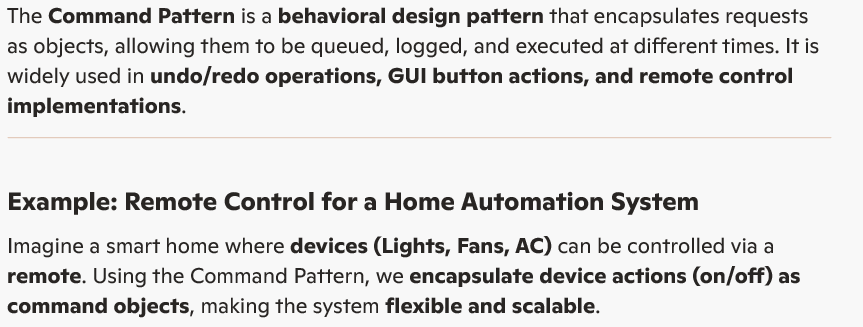 The Command Pattern is a behavioral design pattern that encapsulates requests
as objects, allowing them to be queued, logged, and executed at different times. It is
widely used in undo/redo operations, GUI button actions, and remote control
implementations.
Example: Remote Control for a Home Automation System
Imagine a smart home where devices (Lights, Fans, AC) can be controlled via a
remote. Using the Command Pattern, we encapsulate device actions (on/off) as
command objects, making the system flexible and scalable.